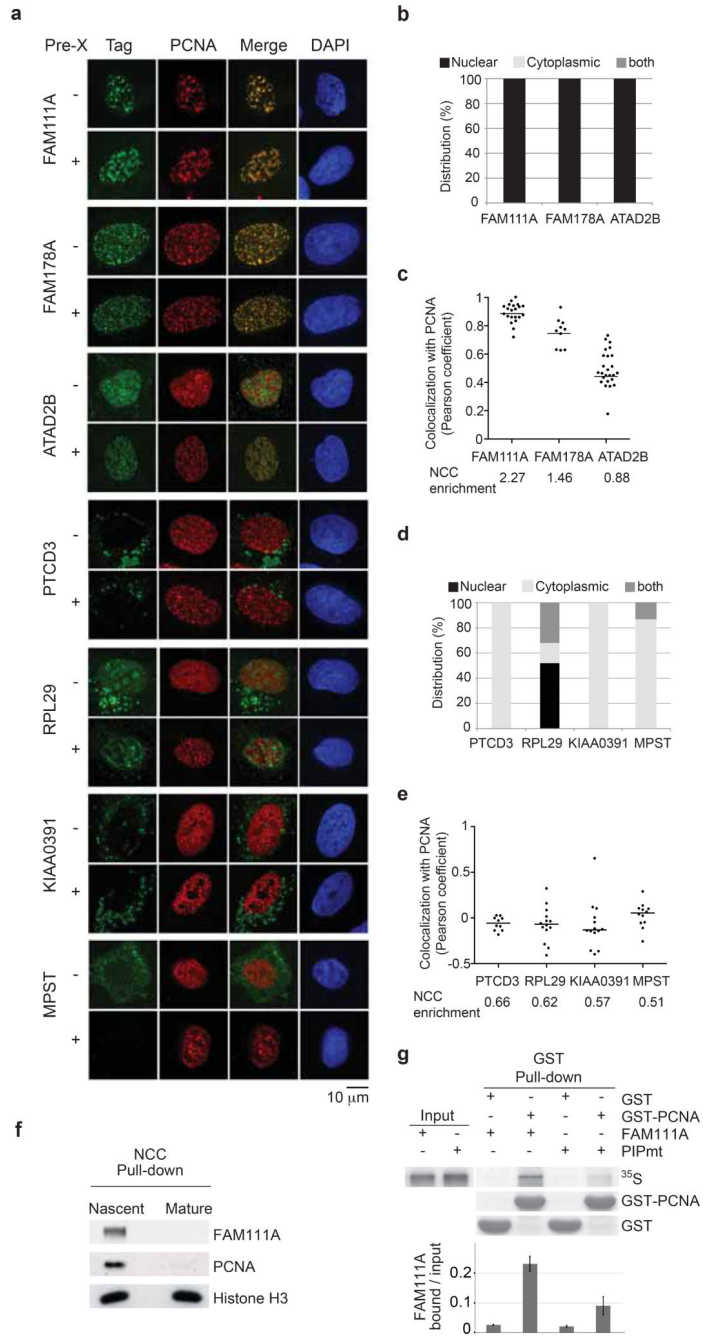 a
Pre-X Tag PCNA Merge DAPI
FAM111A
-
+
FAM178A
-
+
ATAD2B
-
+
PTCD3
-
+
RPL29
-
+
KIAA0391
-
+
MPST
-
+
10 μm
b
Nuclear Cytoplasmic both
Distribution (%)
100
80
60
40
20
0
FAM111A FAM178A ATAD2B
c
Colocalization with PCNA
(Pearson coefficient)
1
0.8
0.6
0.4
0.2
0
FAM111A FAM178A ATAD2B
NCC
enrichment 2.27 1.46 0.88
d
Nuclear Cytoplasmic both
Distribution (%)
100
80
60
40
20
0
PTCD3 RPL29 KIAA0391 MPST
e
Colocalization with PCNA
(Pearson coefficient)
1
0
-0.5
PTCD3 RPL29 KIAA0391 MPST
NCC
enrichment 0.66 0.62 0.57 0.51
f
NCC
Pull-down
Nascent Mature
FAM111A
PCNA
Histone H3
g
GST
Pull-down
Input
+ - + - GST
- + - + GST-PCNA
+ - + + - - FAM111A
- + - - + + PIPmt
35S
GST-PCNA
GST
FAM111A
bound / input
0.2
0.1
0.0